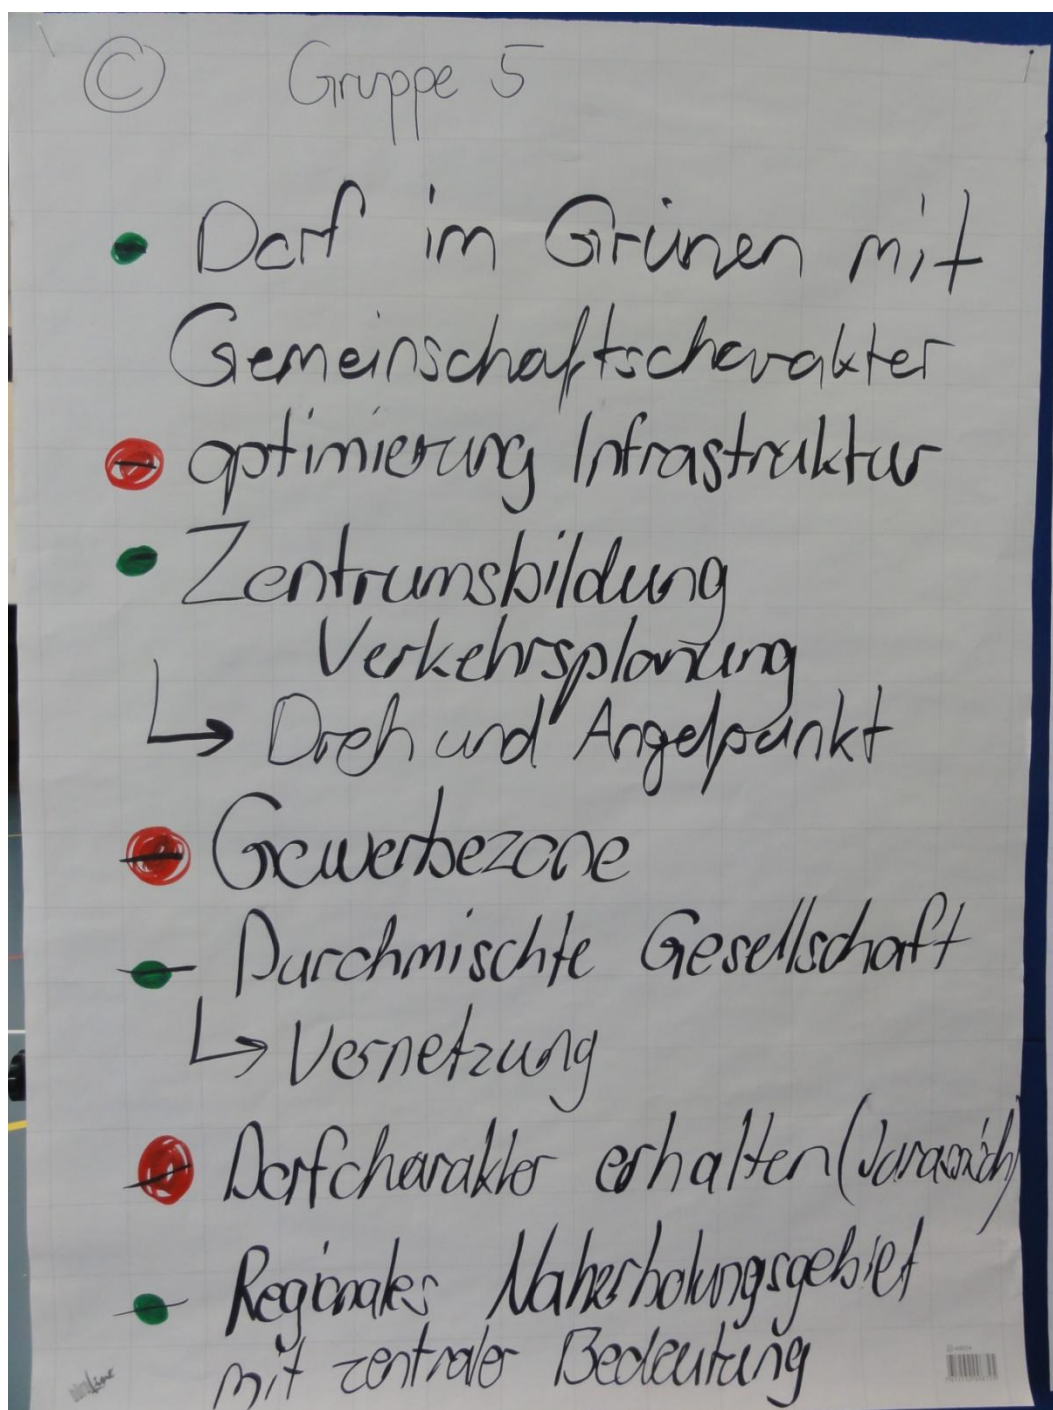 © Gruppe 5
• Dorf im Grünen mit
Gemeinschaftscharakter
• optimierung Infrastruktur
• Zentrumsbildung
Verkehrsplanung
↳ Dreh und Angelpunkt
• Gewerbezone
• Durchmischte Gesellschaft
↳ Vernetzung
• Dorfcharakter erhalten (Jurassisch)
• Regionales Naherholungsgebiet
mit zentraler Bedeutung